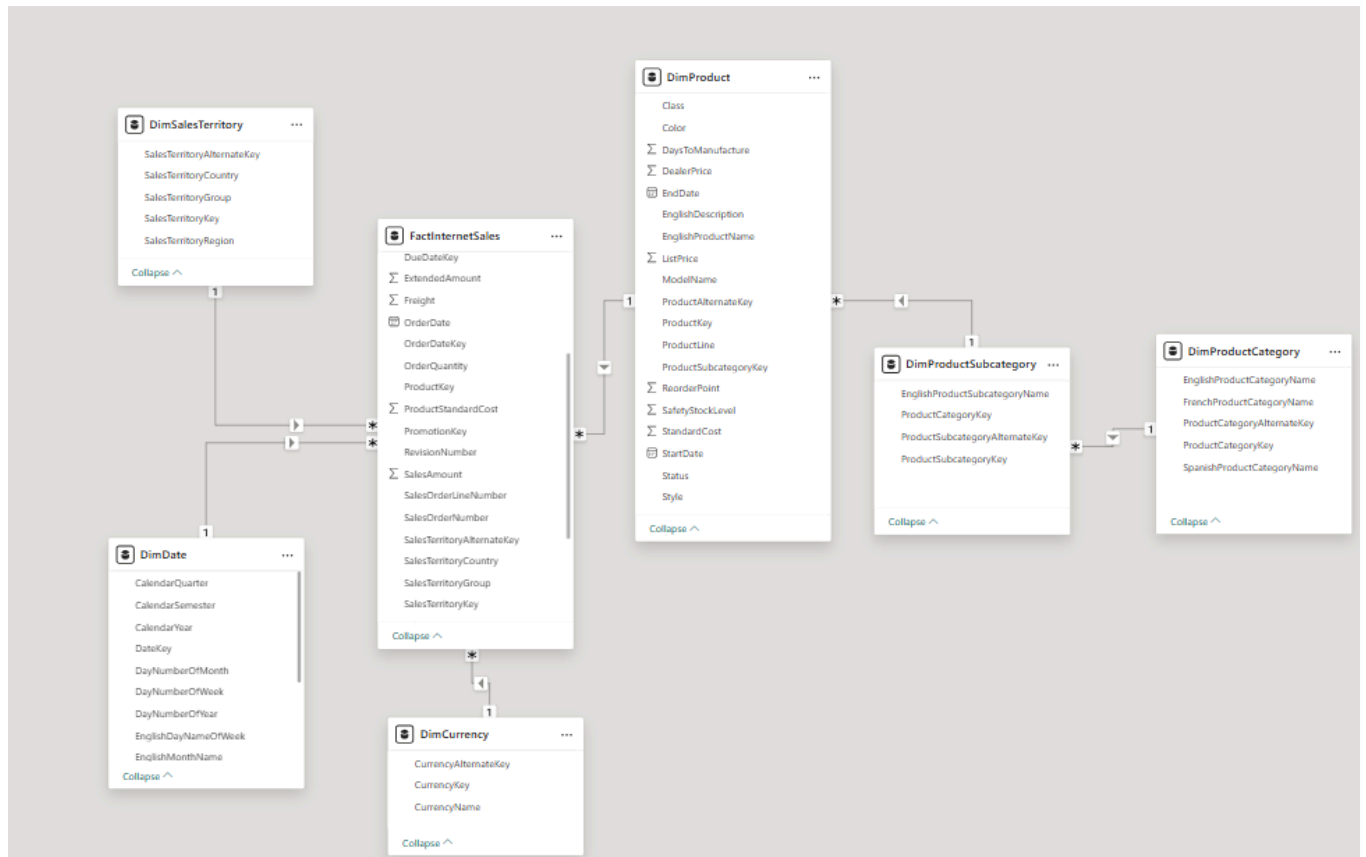 DimSalesTerritory
SalesTerritoryAlternateKey
SalesTerritoryCountry
SalesTerritoryGroup
SalesTerritoryKey
SalesTerritoryRegion
Collapse
1
DimDate
CalendarQuarter
CalendarSemester
CalendarYear
DateKey
DayNumberOfMonth
DayNumberOfWeek
DayNumberOfYear
EnglishDayNameOfWeek
EnglishMonthName
Collapse
1
*
*
FactInternetSales
DueDateKey
ExtendedAmount
Freight
OrderDate
OrderDateKey
OrderQuantity
ProductKey
ProductStandardCost
PromotionKey
RevisionNumber
SalesAmount
SalesOrderLineNumber
SalesOrderNumber
SalesTerritoryAlternateKey
SalesTerritoryCountry
SalesTerritoryGroup
SalesTerritoryKey
Collapse
*
1
DimCurrency
CurrencyAlternateKey
CurrencyKey
CurrencyName
Collapse
*
1
DimProduct
Class
Color
DaysToManufacture
DealerPrice
EndDate
EnglishDescription
EnglishProductName
ListPrice
ModelName
ProductAlternateKey
ProductKey
ProductLine
ProductSubcategoryKey
ReorderPoint
SafetyStockLevel
StandardCost
StartDate
Status
Style
Collapse
*
1
DimProductSubcategory
EnglishProductSubcategoryName
ProductCategoryKey
ProductSubcategoryAlternateKey
ProductSubcategoryKey
Collapse
*
1
DimProductCategory
EnglishProductCategoryName
FrenchProductCategoryName
ProductCategoryAlternateKey
ProductCategoryKey
SpanishProductCategoryName
Collapse